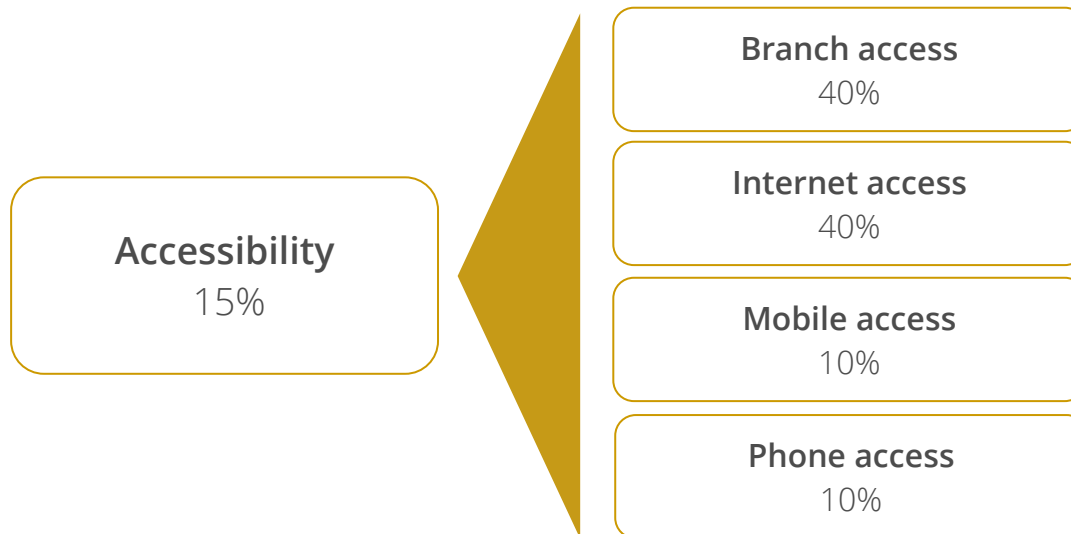 Accessibility
15%
Branch access
40%
Internet access
40%
Mobile access
10%
Phone access
10%